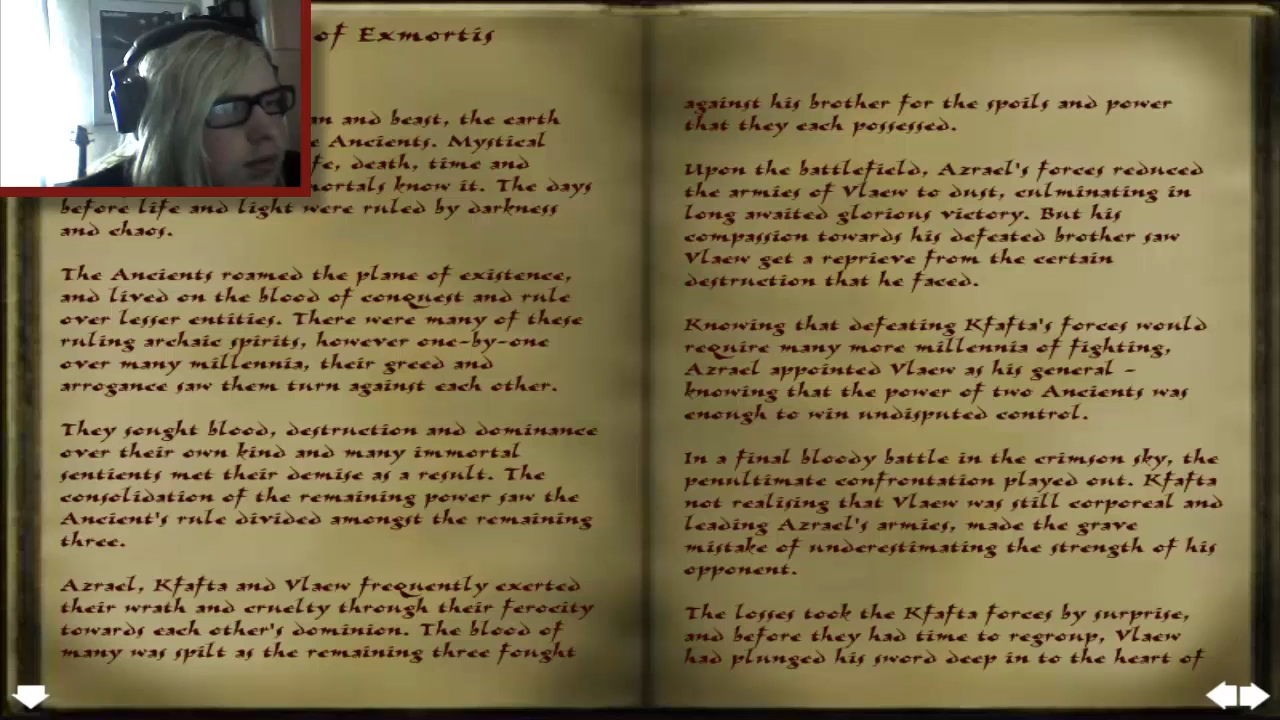 of Exmortis
and beast, the earth
Ancients. Mystical
death, time and
mortals know it. The days
before life and light were ruled by darkness
and chaos.
The Ancients roamed the plane of existence,
and lived on the blood of conquest and rule
over lesser entities. There were many of these
ruling archaic spirits, however one-by-one
over many millennia, their greed and
arrogance saw them turn against each other.
They sought blood, destruction and dominance
over their own kind and many immortal
sentients met their demise as a result. The
consolidation of the remaining power saw the
Ancient's rule divided amongst the remaining
three.
Azrael, Kfafta and Vlaew frequently exerted
their wrath and cruelty through their ferocity
towards each other's dominion. The blood of
many was spilt as the remaining three fought
against his brother for the spoils and power
that they each possessed.
Upon the battlefield, Azrael's forces reduced
the armies of Vlaew to dust, culminating in
long awaited glorious victory. But his
compassion towards his defeated brother saw
Vlaew get a reprieve from the certain
destruction that he faced.
Knowing that defeating Kfafta's forces would
require many more millennia of fighting,
Azrael appointed Vlaew as his general -
knowing that the power of two Ancients was
enough to win undisputed control.
In a final bloody battle in the crimson sky, the
penultimate confrontation played out. Kfafta
not realising that Vlaew was still corporeal and
leading Azrael's armies, made the grave
mistake of underestimating the strength of his
opponent.
The losses took the Kfafta forces by surprise,
and before they had time to regroup, Vlaew
had plunged his sword deep in to the heart of